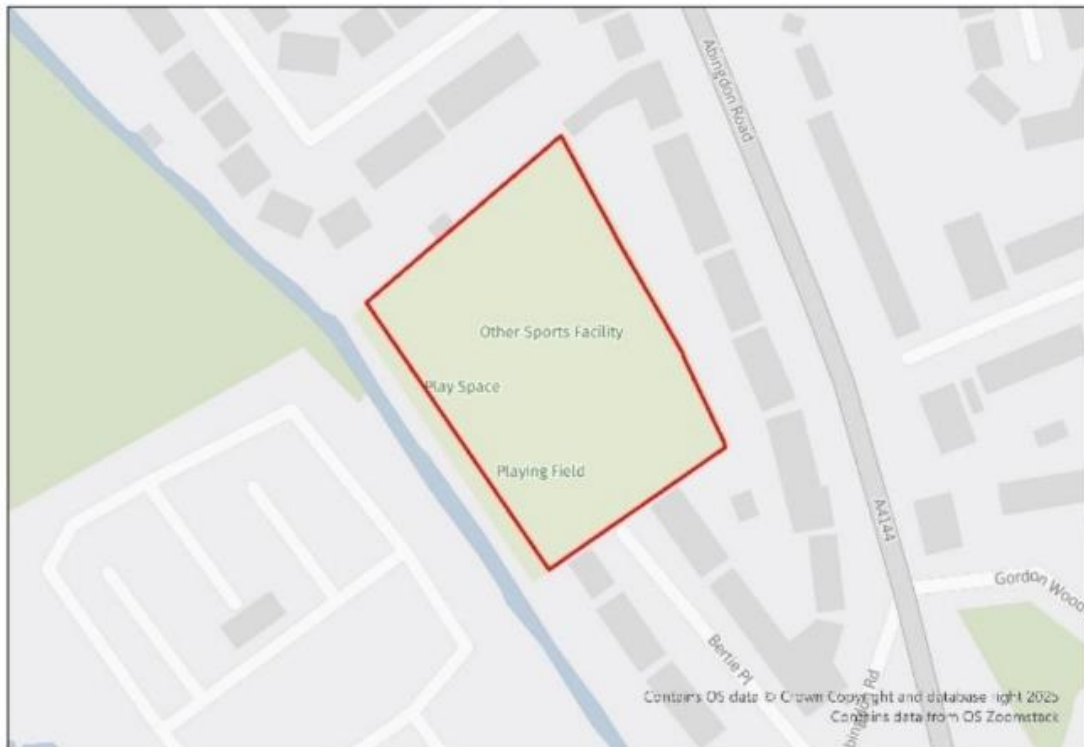 Abingdon Road
Other Sports Facility
Play Space
Playing Field
A4144
Gordon Wood
Bertie Pl
Contains OS data © Crown Copyright and database right 2025
Contains data from OS Zoomstack